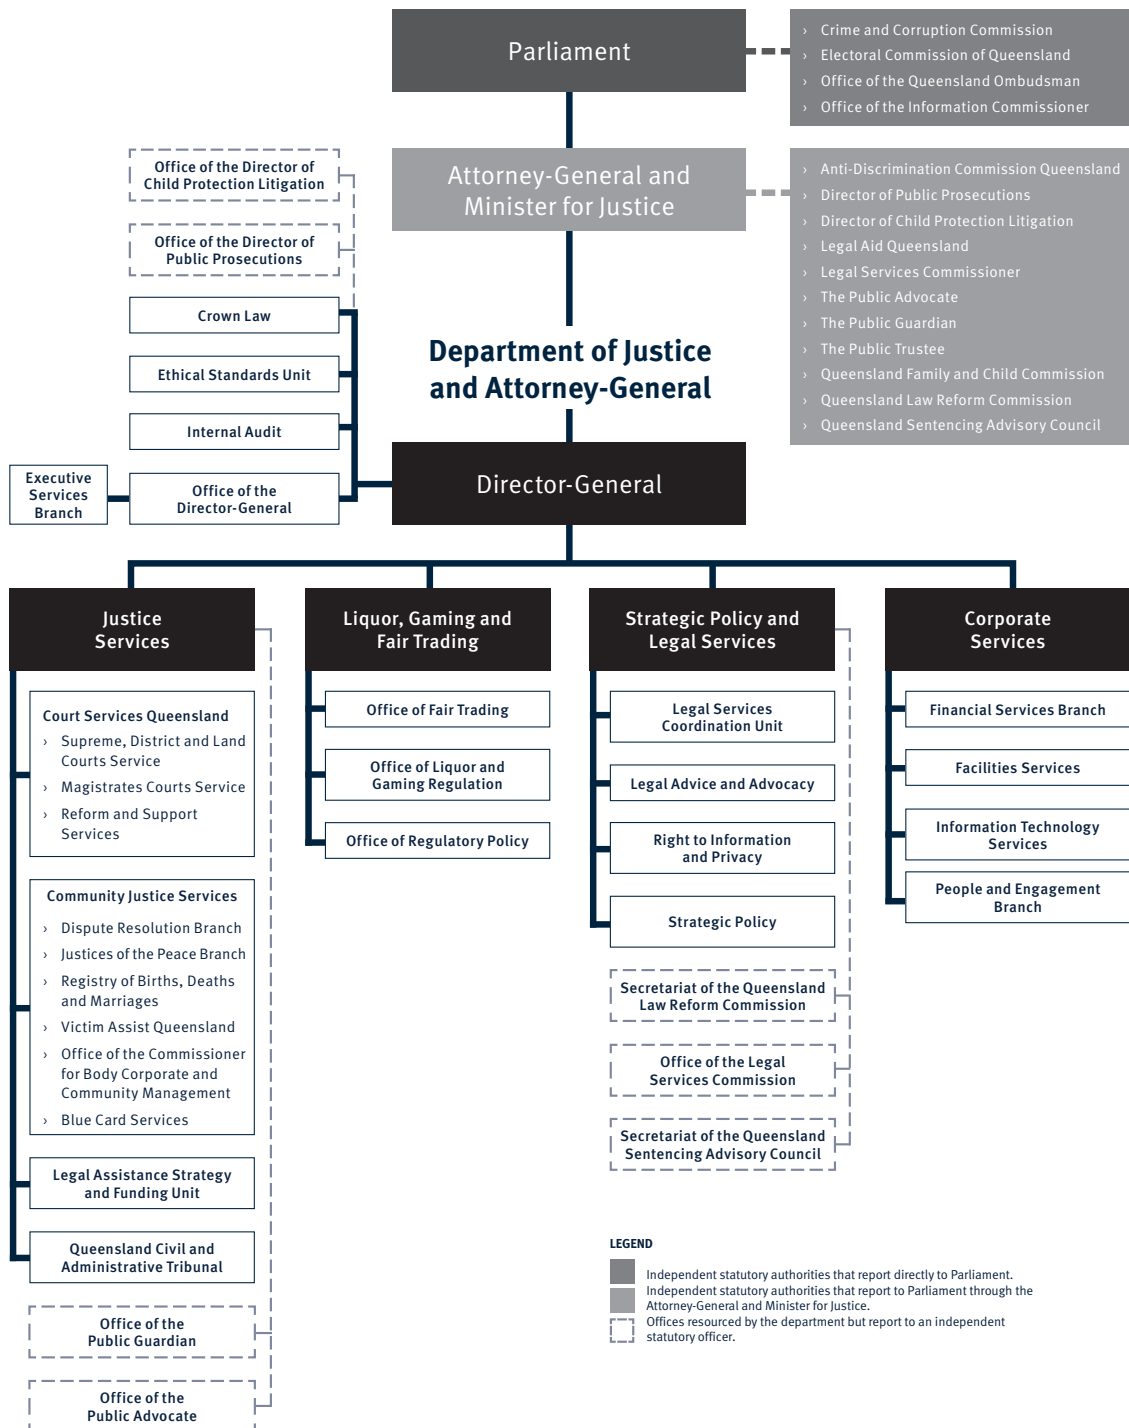 Parliament
› Crime and Corruption Commission
› Electoral Commission of Queensland
› Office of the Queensland Ombudsman
› Office of the Information Commissioner
Attorney-General and
Minister for Justice
› Anti-Discrimination Commission Queensland
› Director of Public Prosecutions
› Director of Child Protection Litigation
› Legal Aid Queensland
› Legal Services Commissioner
› The Public Advocate
› The Public Guardian
› The Public Trustee
› Queensland Family and Child Commission
› Queensland Law Reform Commission
› Queensland Sentencing Advisory Council
Office of the Director of
Child Protection Litigation
Office of the Director of
Public Prosecutions
Crown Law
Ethical Standards Unit
Internal Audit
Executive
Services
Branch
Office of the
Director-General
Department of Justice
and Attorney-General
Director-General
Justice
Services
Court Services Queensland
› Supreme, District and Land
Courts Service
› Magistrates Courts Service
› Reform and Support
Services
Community Justice Services
› Dispute Resolution Branch
› Justices of the Peace Branch
› Registry of Births, Deaths
and Marriages
› Victim Assist Queensland
› Office of the Commissioner
for Body Corporate and
Community Management
› Blue Card Services
Legal Assistance Strategy
and Funding Unit
Queensland Civil and
Administrative Tribunal
Office of the
Public Guardian
Office of the
Public Advocate
Liquor, Gaming and
Fair Trading
Office of Fair Trading
Office of Liquor and
Gaming Regulation
Office of Regulatory Policy
Strategic Policy and
Legal Services
Legal Services
Coordination Unit
Legal Advice and Advocacy
Right to Information
and Privacy
Strategic Policy
Secretariat of the Queensland
Law Reform Commission
Office of the Legal
Services Commission
Secretariat of the Queensland
Sentencing Advisory Council
Corporate
Services
Financial Services Branch
Facilities Services
Information Technology
Services
People and Engagement
Branch
LEGEND
Independent statutory authorities that report directly to Parliament.
Independent statutory authorities that report to Parliament through the
Attorney-General and Minister for Justice.
Offices resourced by the department but report to an independent
statutory officer.